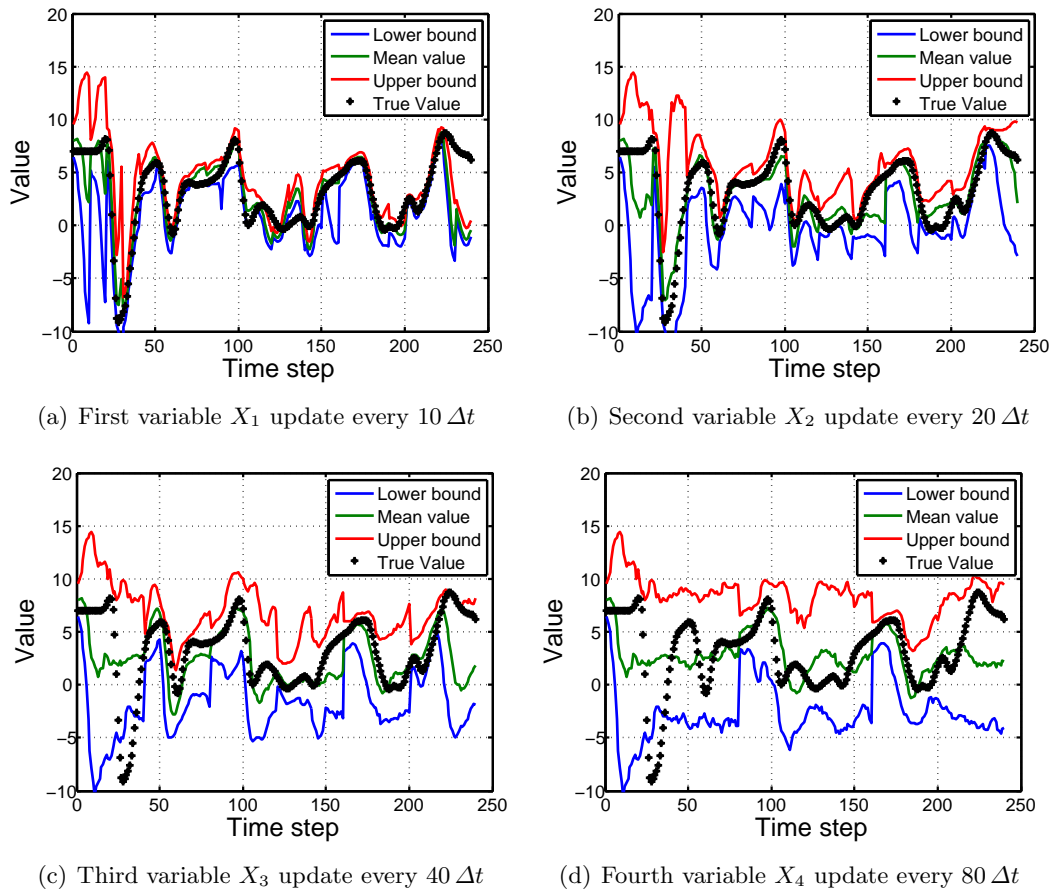 20
15
10
5
0
−5
−10
0
50
100
150
200
250
Value
Time step
Lower bound
Mean value
Upper bound
True Value
(a) First variable X₁ update every 10 Δt
20
15
10
5
0
−5
−10
0
50
100
150
200
250
Value
Time step
Lower bound
Mean value
Upper bound
True Value
(b) Second variable X₂ update every 20 Δt
20
15
10
5
0
−5
−10
0
50
100
150
200
250
Value
Time step
Lower bound
Mean value
Upper bound
True Value
(c) Third variable X₃ update every 40 Δt
20
15
10
5
0
−5
−10
0
50
100
150
200
250
Value
Time step
Lower bound
Mean value
Upper bound
True Value
(d) Fourth variable X₄ update every 80 Δt